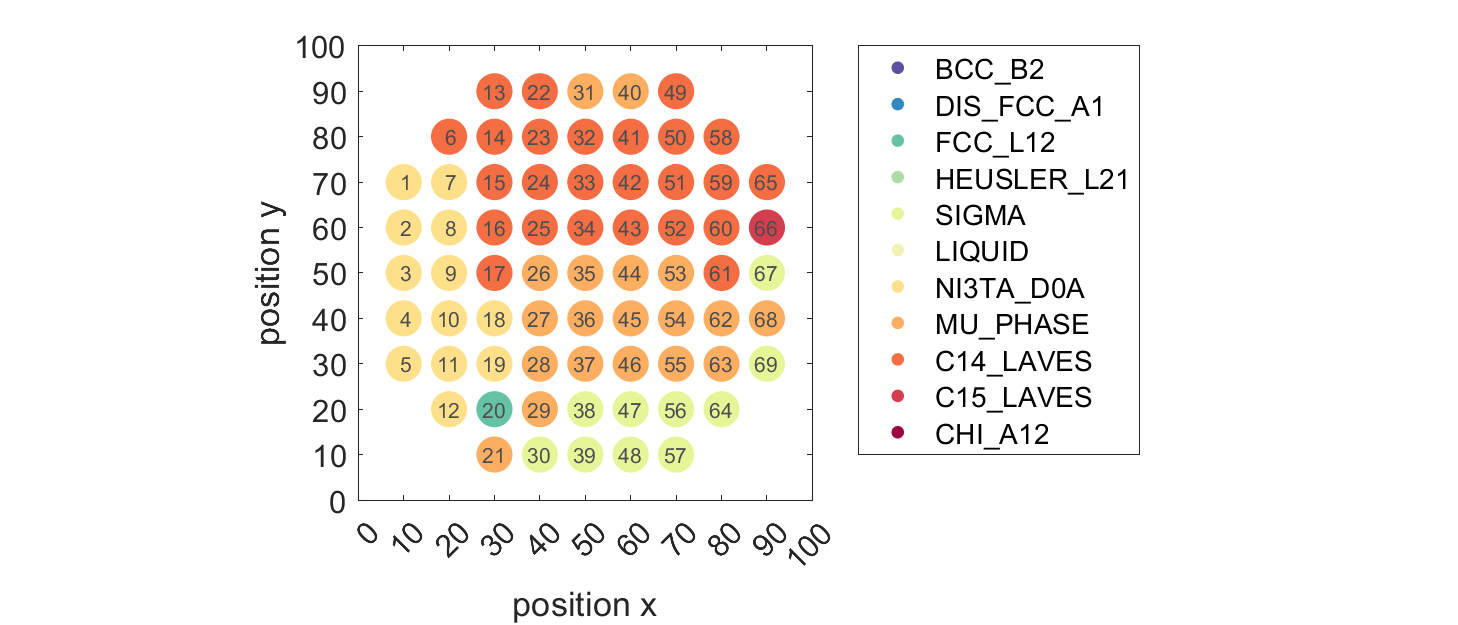 100
90
80
70
60
50
40
30
20
10
0
position y
13 22 31 40 49
6 14 23 32 41 50 58
1 7 15 24 33 42 51 59 65
2 8 16 25 34 43 52 60 66
3 9 17 26 35 44 53 61 67
4 10 18 27 36 45 54 62 68
5 11 19 28 37 46 55 63 69
12 20 29 38 47 56 64
21 30 39 48 57
0 10 20 30 40 50 60 70 80 90 100
position x
BCC_B2
DIS_FCC_A1
FCC_L12
HEUSLER_L21
SIGMA
LIQUID
NI3TA_D0A
MU_PHASE
C14_LAVES
C15_LAVES
CHI_A12